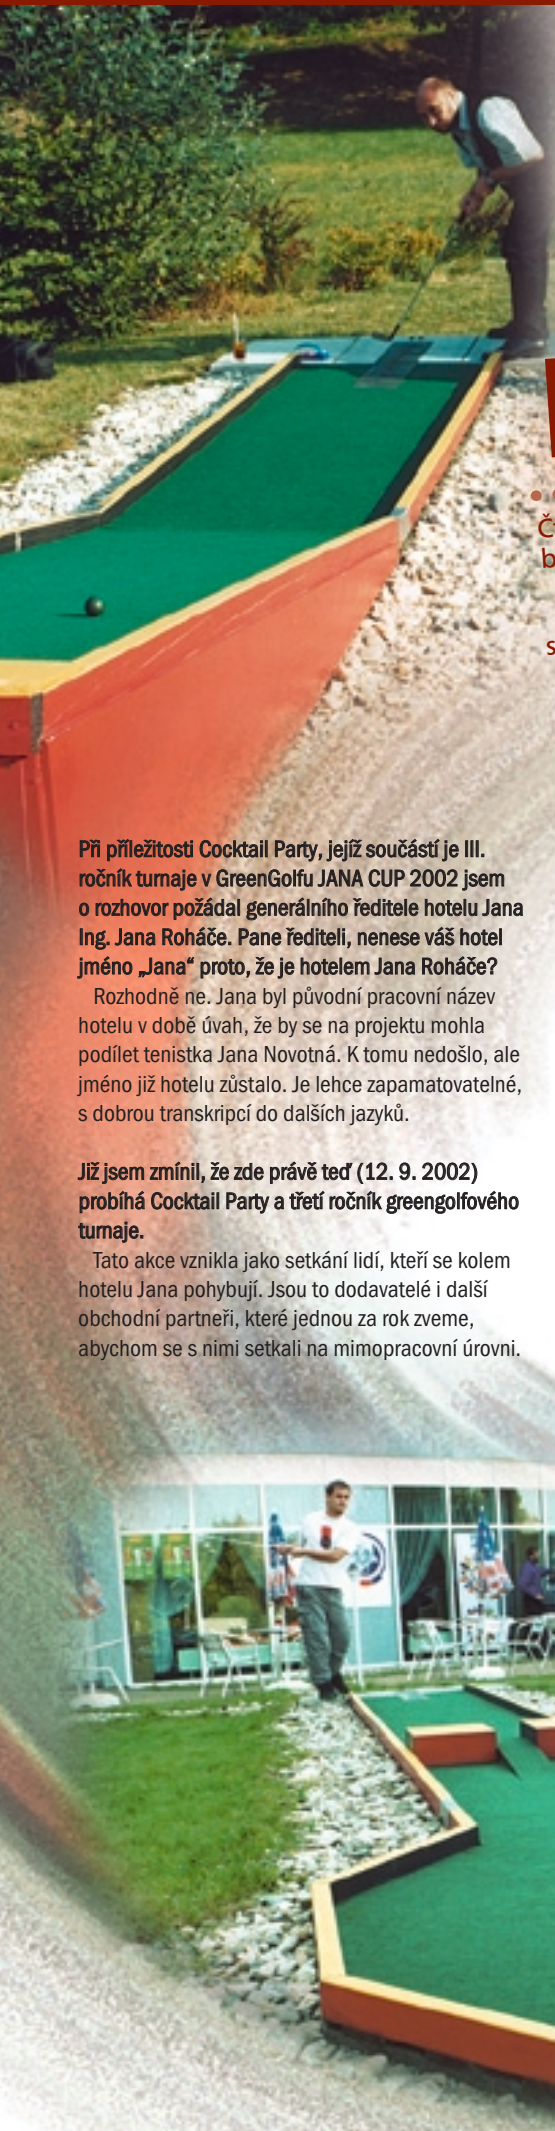 Č
b
s
Při příležitosti Cocktail Party, jejíž součástí je III.
ročník turnaje v GreenGolfu JANA CUP 2002 jsem
o rozhovor požádal generálního ředitele hotelu Jana
Ing. Jana Roháče. Pane řediteli, nenese váš hotel
jméno „Jana“ proto, že je hotelem Jana Roháče?
Rozhodně ne. Jana byl původní pracovní název
hotelu v době úvah, že by se na projektu mohla
podílet tenistka Jana Novotná. K tomu nedošlo, ale
jméno již hotelu zůstalo. Je lehce zapamatovatelné,
s dobrou transkripcí do dalších jazyků.
Již jsem zmínil, že zde právě teď (12. 9. 2002)
probíhá Cocktail Party a třetí ročník greengolfového
turnaje.
Tato akce vznikla jako setkání lidí, kteří se kolem
hotelu Jana pohybují. Jsou to dodavatelé i další
obchodní partneři, které jednou za rok zveme,
abychom se s nimi setkali na mimopracovní úrovni.